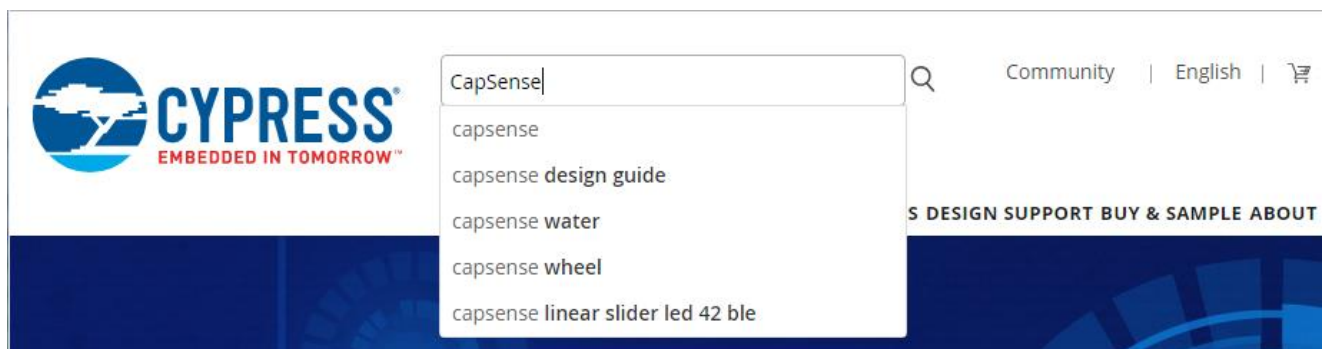 CYPRESS®
EMBEDDED IN TOMORROW™
CapSense
Community | English |
capsense
capsense design guide
capsense water
capsense wheel
capsense linear slider led 42 ble
S DESIGN SUPPORT BUY & SAMPLE ABOUT